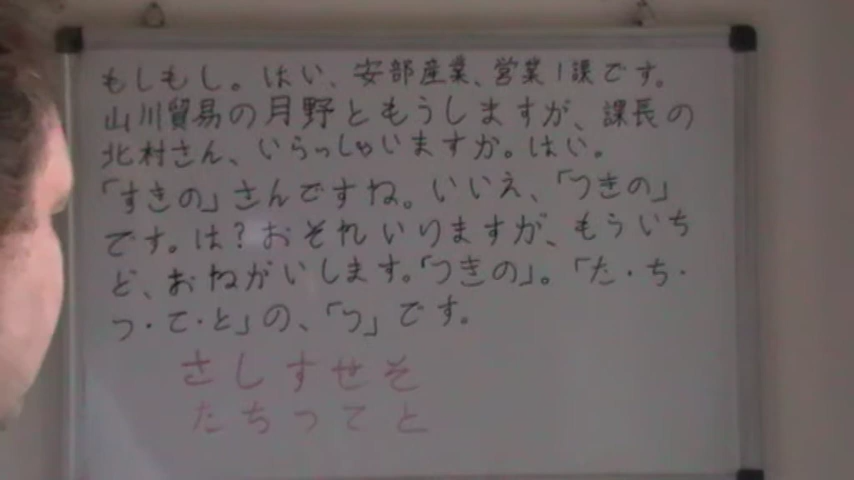 もしもし。はい、安部産業、営業1課です。
山川貿易の月野ともうしますが、課長の
北村さん、いらっしゃいますか。はい。
「すきの」さんですね。いいえ、「つきの」
です。は?おそれいりますが、もういち
ど、おねがいします。「つきの」。「た・ち・
つ・て・と」の、「つ」です。
さしすせそ
たちつてと